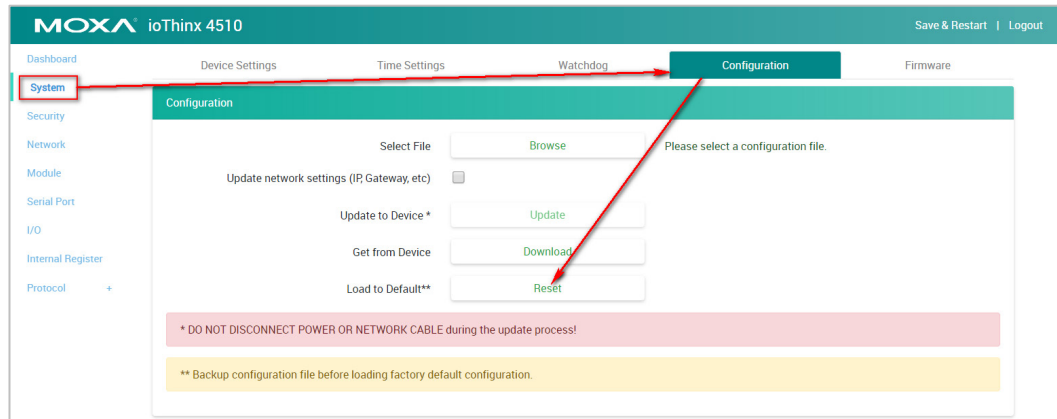 MOXA ioThinx 4510
Save & Restart | Logout
Dashboard
System
Security
Network
Module
Serial Port
I/O
Internal Register
Protocol +
Device Settings Time Settings Watchdog Configuration Firmware
Configuration
Select File Browse Please select a configuration file.
Update network settings (IP, Gateway, etc)
Update to Device * Update
Get from Device Download
Load to Default** Reset
* DO NOT DISCONNECT POWER OR NETWORK CABLE during the update process!
** Backup configuration file before loading factory default configuration.